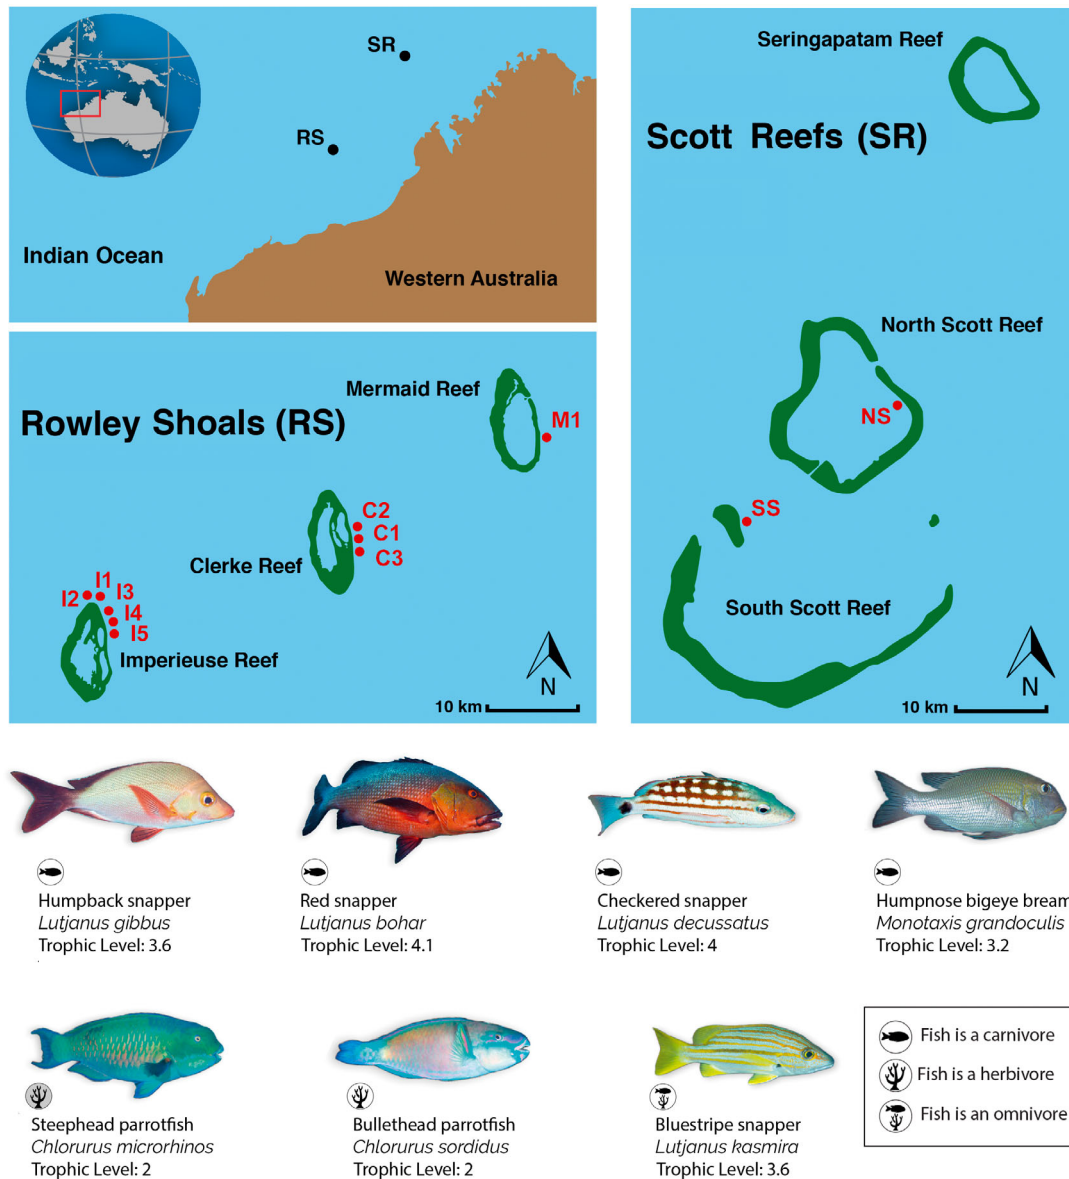 SR
RS
Indian Ocean
Western Australia
Mermaid Reef
Rowley Shoals (RS)
M1
C2
C1
C3
Clerke Reef
I1
I2
I3
I4
I5
Imperieuse Reef
N
10 km
Seringapatam Reef
Scott Reefs (SR)
North Scott Reef
NS
SS
South Scott Reef
N
10 km
Humpback snapper
Lutjanus gibbus
Trophic Level: 3.6
Red snapper
Lutjanus bohar
Trophic Level: 4.1
Checkered snapper
Lutjanus decussatus
Trophic Level: 4
Humpnose bigeye bream
Monotaxis grandoculis
Trophic Level: 3.2
Steephead parrotfish
Chlorurus microrhinos
Trophic Level: 2
Bullethead parrotfish
Chlorurus sordidus
Trophic Level: 2
Bluestripe snapper
Lutjanus kasmira
Trophic Level: 3.6
Fish is a carnivore
Fish is a herbivore
Fish is an omnivore